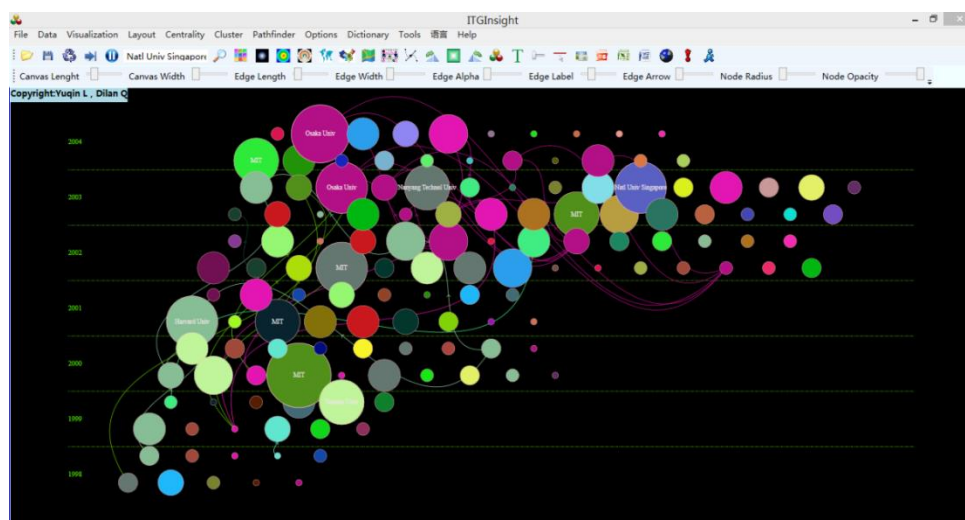 ITGInsight
File Data Visualization Layout Centrality Cluster Pathfinder Options Dictionary Tools 语言 Help
Natl Univ Singapore
Canvas Lenght Canvas Width Edge Length Edge Width Edge Alpha Edge Label Edge Arrow Node Radius Node Opacity
Copyright:Yuqin L , Dilan Q
2004
Osaka Univ
MIT
2003
Osaka Univ
Nanyang Technol Univ
Natl Univ Singapore
MIT
2002
MIT
2001
Harvard Univ
MIT
2000
MIT
1999
1998